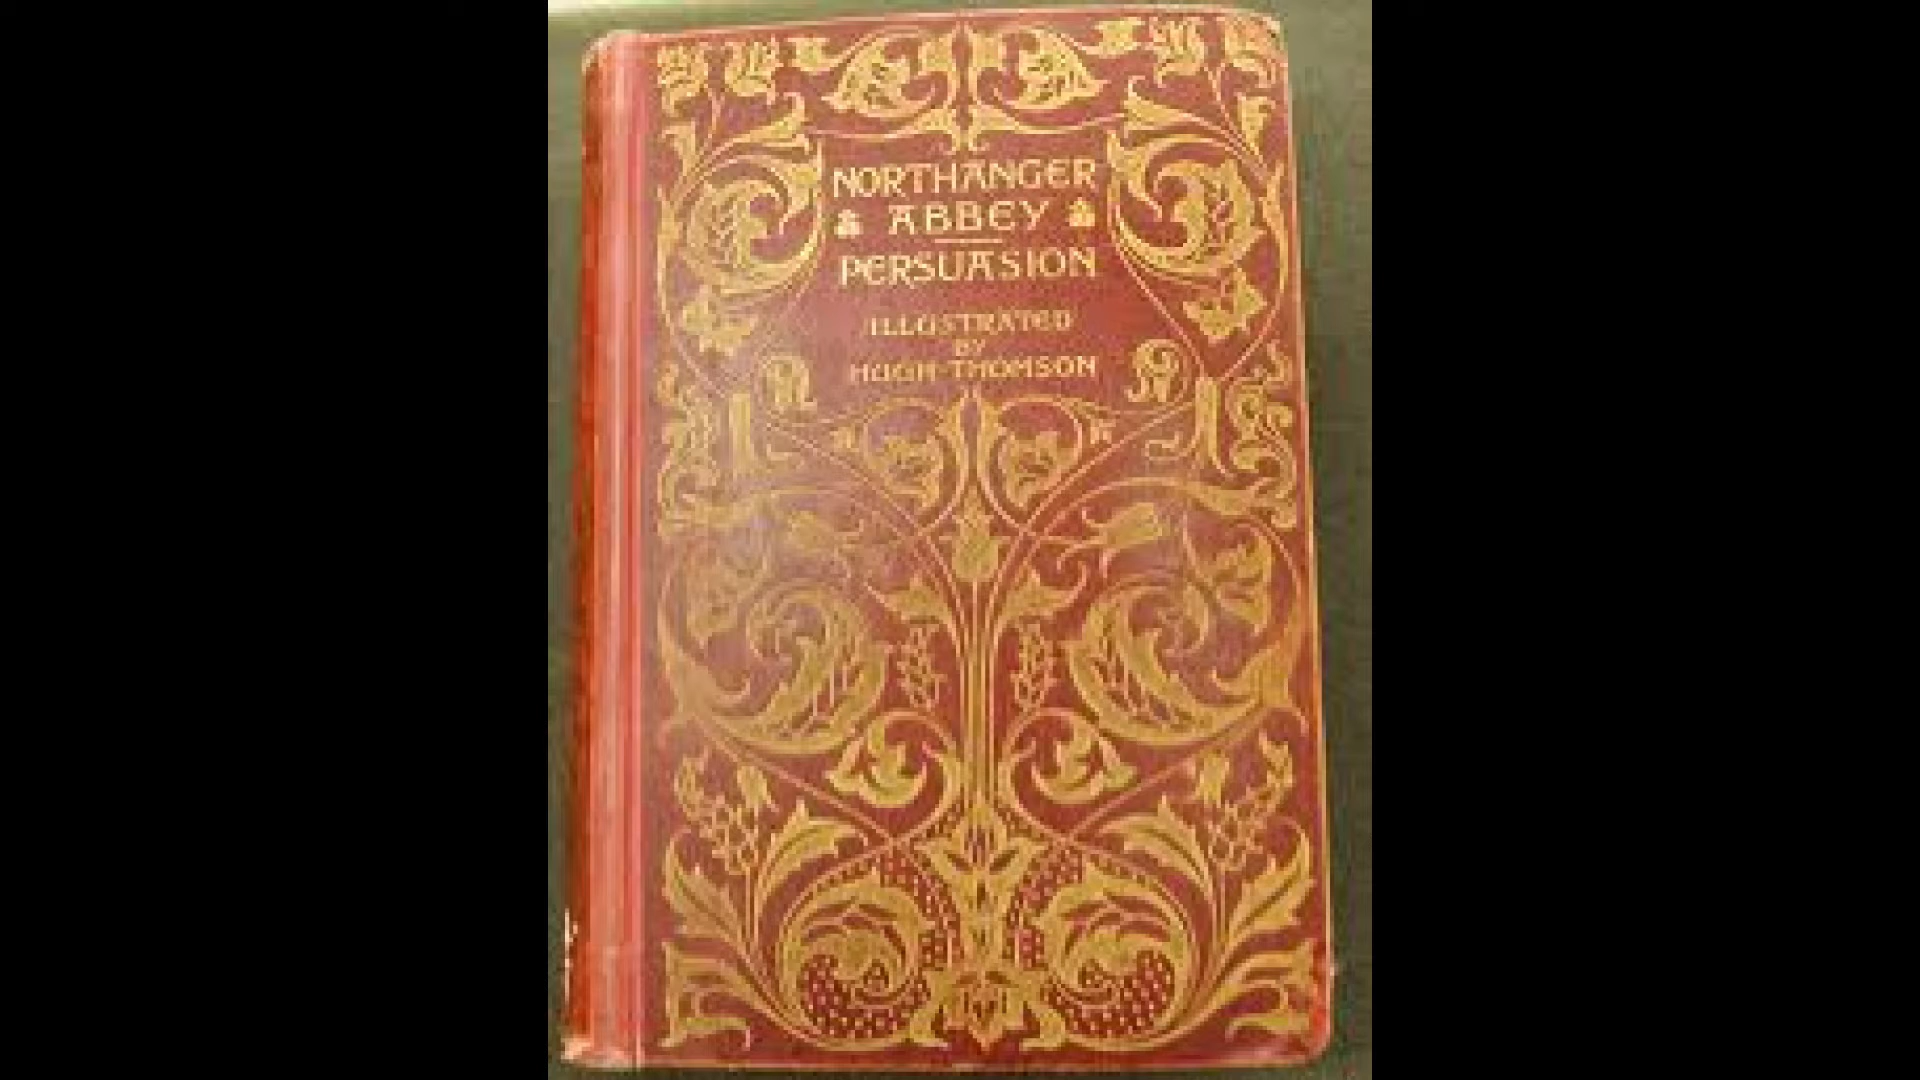 NORTHANGER
ABBEY
PERSUASION
ILLUSTRATED
BY
HUGH THOMSON